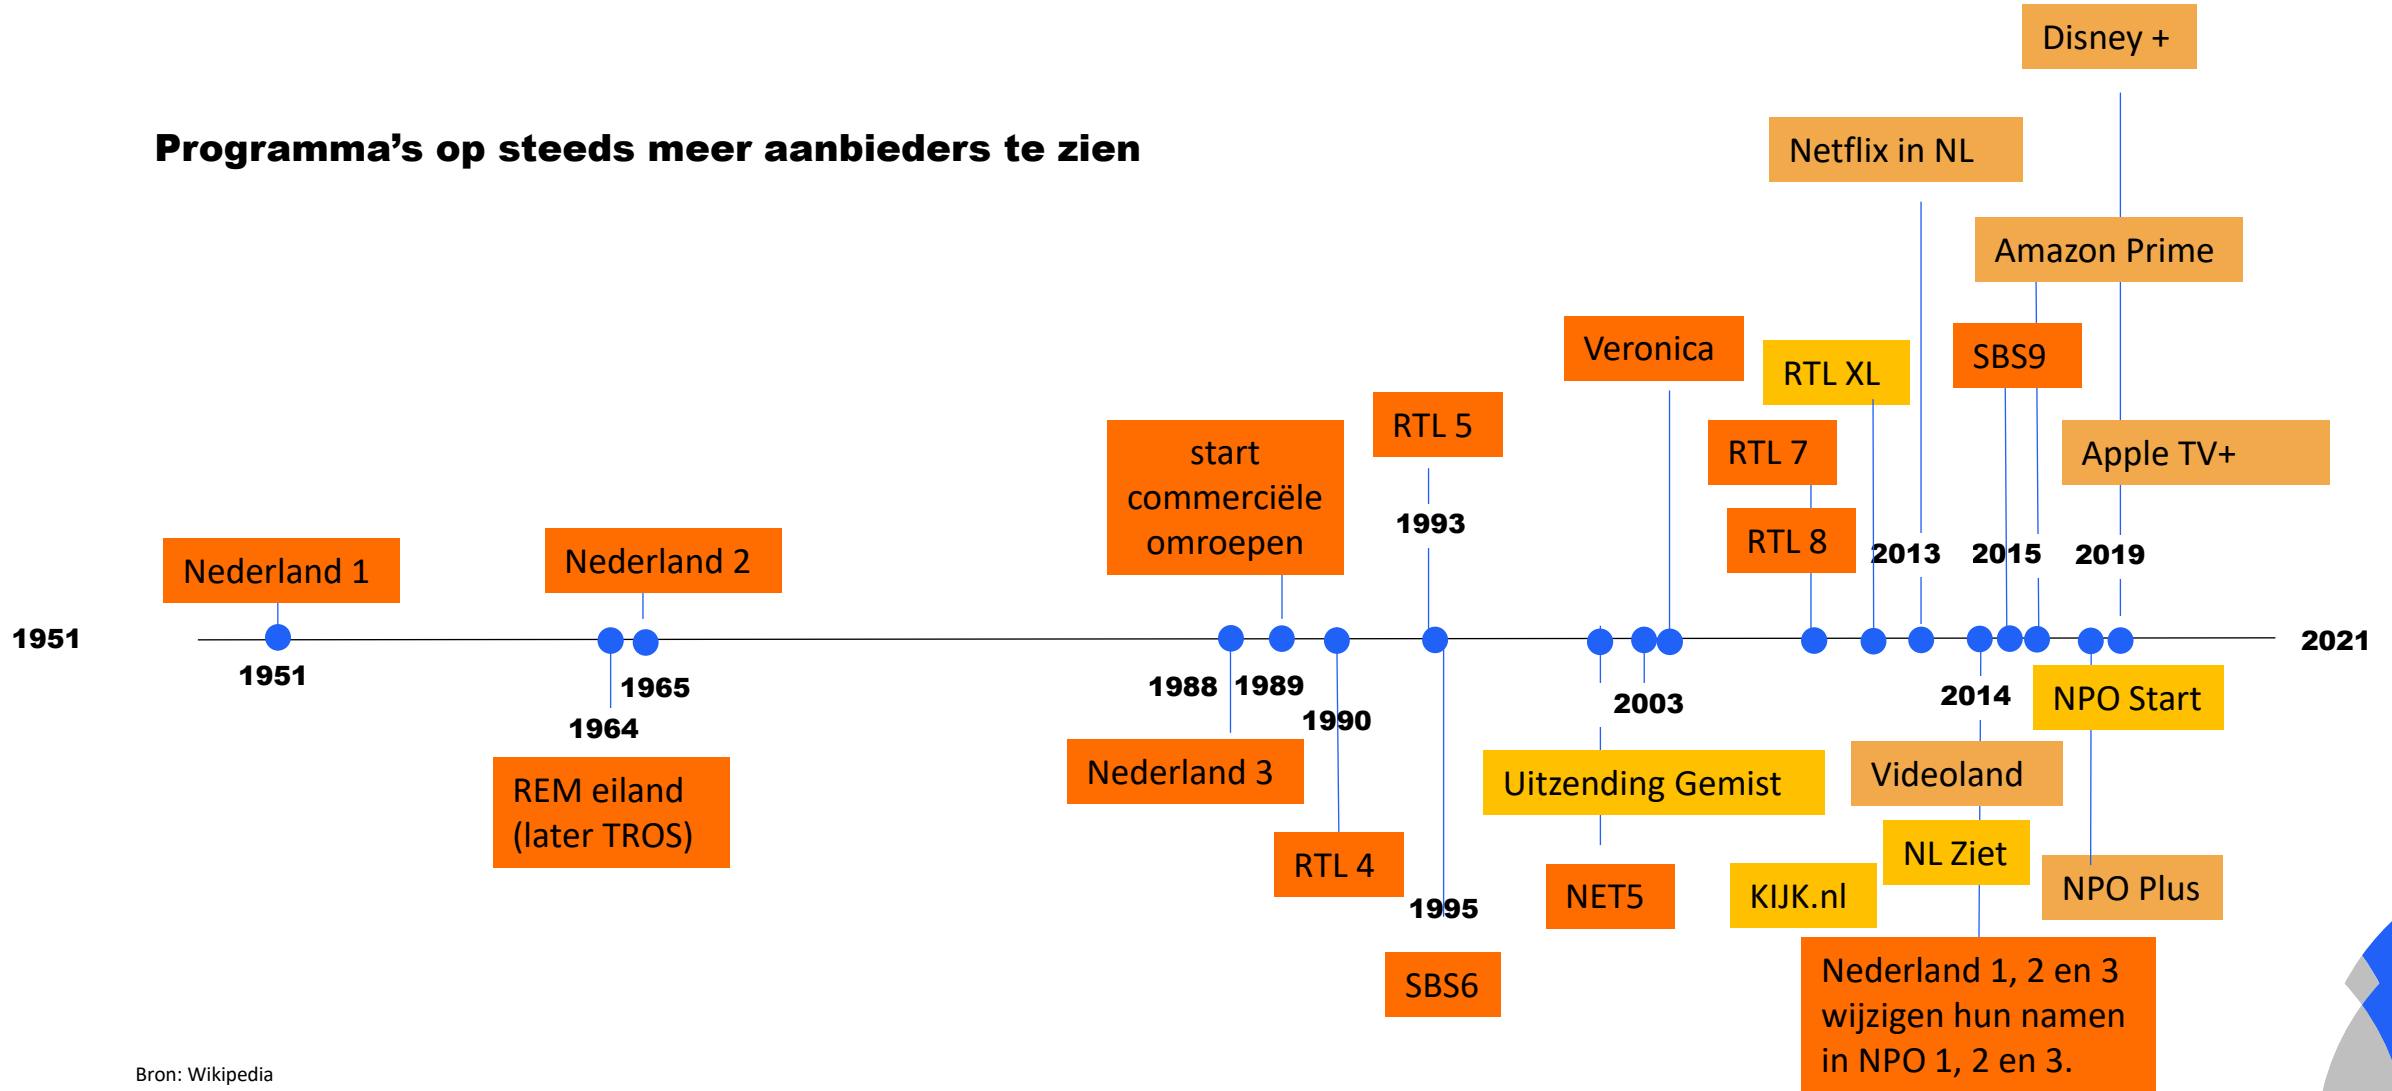 Disney +
Programma’s op steeds meer aanbieders te zien
Netflix in NL
Amazon Prime
Veronica
SBS9
RTL XL
RTL 5
start
commerciële
omroepen
RTL 7
Apple TV+
1993
RTL 8
Nederland 1
Nederland 2
2013
2015
2019
1951
2021
1951
1965
1988
1989
2003
2014
NPO Start
1964
1990
Nederland 3
Uitzending Gemist
Videoland
REM eiland
(later TROS)
RTL 4
NL Ziet
NET5
KIJK.nl
NPO Plus
1995
SBS6
Nederland 1, 2 en 3
wijzigen hun namen
in NPO 1, 2 en 3.
Bron: Wikipedia